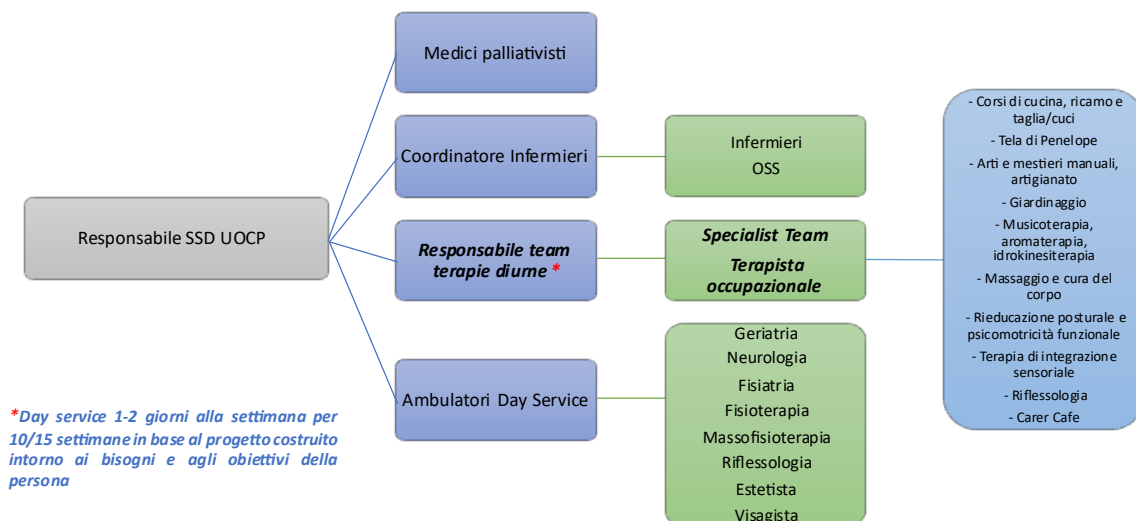 Medici palliativisti
Coordinatore Infermieri
Infermieri
OSS
Responsabile SSD UOCP
Responsabile team
terapie diurne *
Specialist Team
Terapista
occupazionale
- Corsi di cucina, ricamo e
taglia/cuci
- Tela di Penelope
- Arti e mestieri manuali,
artigianato
- Giardinaggio
- Musicoterapia,
aromaterapia,
idrokinesiterapia
- Massaggio e cura del
corpo
- Rieducazione posturale e
psicomotricità funzionale
- Terapia di integrazione
sensoriale
- Riflessologia
- Carer Cafe
Ambulatori Day Service
Geriatria
Neurologia
Fisiatria
Fisioterapia
Massofisioterapia
Riflessologia
Estetista
Visagista
*Day service 1-2 giorni alla settimana per
10/15 settimane in base al progetto costruito
intorno ai bisogni e agli obiettivi della
persona